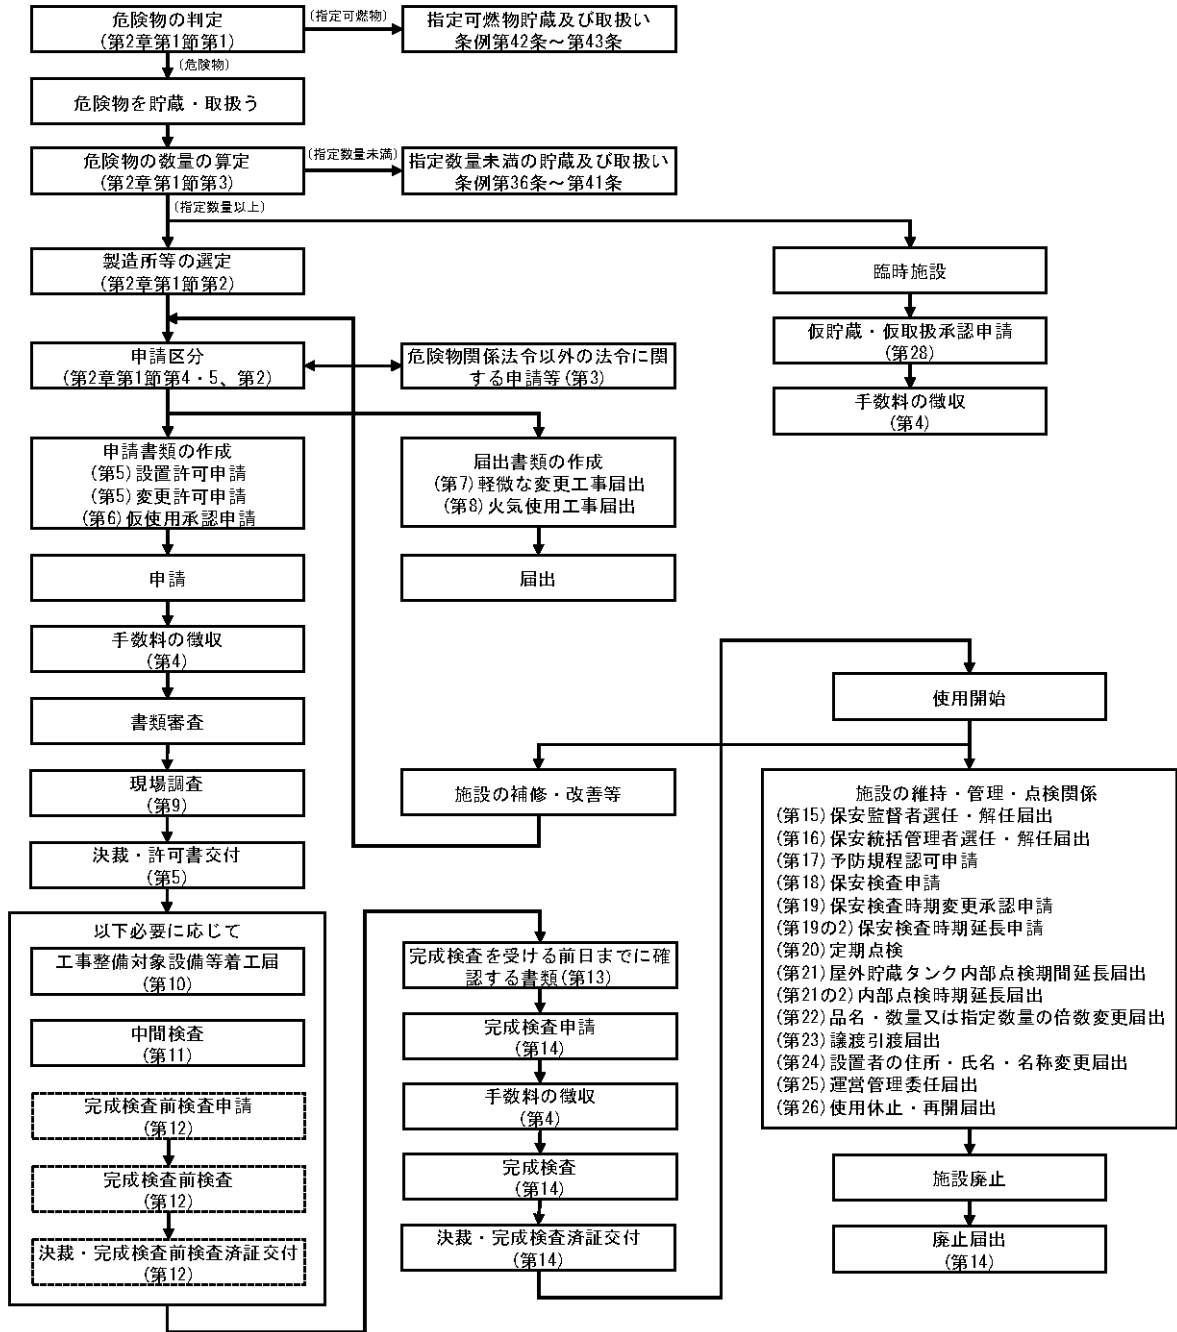 危険物の判定
(第2章第1節第1)
(指定可燃物)
指定可燃物貯蔵及び取扱い
条例第42条～第43条
(危険物)
危険物を貯蔵・取扱う
危険物の数量の算定
(第2章第1節第3)
(指定数量未満)
指定数量未満の貯蔵及び取扱い
条例第36条～第41条
(指定数量以上)
製造所等の選定
(第2章第1節第2)
臨時施設
仮貯蔵・仮取扱承認申請
(第28)
手数料の徴収
(第4)
申請区分
(第2章第1節第4・5、第2)
危険物関係法令以外の法令に関
する申請等(第3)
申請書類の作成
(第5)設置許可申請
(第5)変更許可申請
(第6)仮使用承認申請
届出書類の作成
(第7)軽微な変更工事届出
(第8)火気使用工事届出
申請
届出
手数料の徴収
(第4)
書類審査
現場調査
(第9)
決裁・許可書交付
(第5)
以下必要に応じて
工事整備対象設備等着工届
(第10)
中間検査
(第11)
完成検査前検査申請
(第12)
完成検査前検査
(第12)
決裁・完成検査前検査済証交付
(第12)
施設の補修・改善等
完成検査を受ける前日までに確
認する書類(第13)
完成検査申請
(第14)
手数料の徴収
(第4)
完成検査
(第14)
決裁・完成検査済証交付
(第14)
使用開始
施設の維持・管理・点検関係
(第15)保安監督者選任・解任届出
(第16)保安統括管理者選任・解任届出
(第17)予防規程認可申請
(第18)保安検査申請
(第19)保安検査時期変更承認申請
(第19の2)保安検査時期延長申請
(第20)定期点検
(第21)屋外貯蔵タンク内部点検期間延長届出
(第21の2)内部点検時期延長届出
(第22)品名・数量又は指定数量の倍数変更届出
(第23)譲渡引渡届出
(第24)設置者の住所・氏名・名称変更届出
(第25)運営管理委任届出
(第26)使用休止・再開届出
施設廃止
廃止届出
(第14)